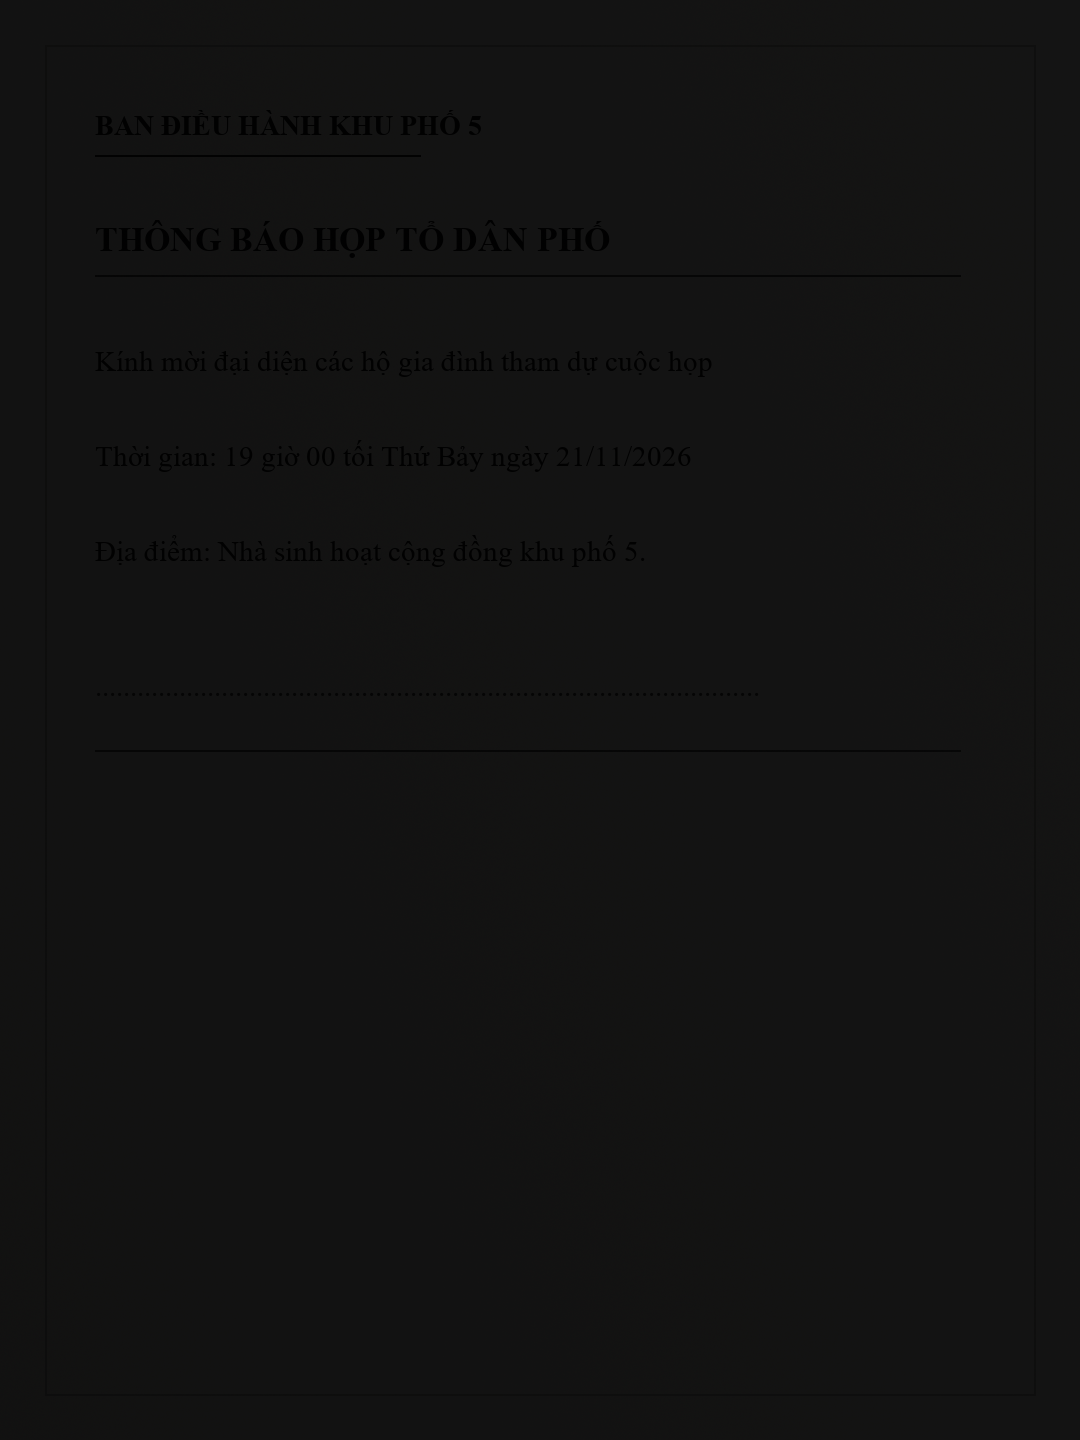 BAN ĐIỀU HÀNH KHU PHỐ 5
THÔNG BÁO HỌP TỔ DÂN PHỐ
Kính mời đại diện các hộ gia đình tham dự cuộc họp
Thời gian: 19 giờ 00 tối Thứ Bảy ngày 21/11/2026
Địa điểm: Nhà sinh hoạt cộng đồng khu phố 5.
...............................................................................................